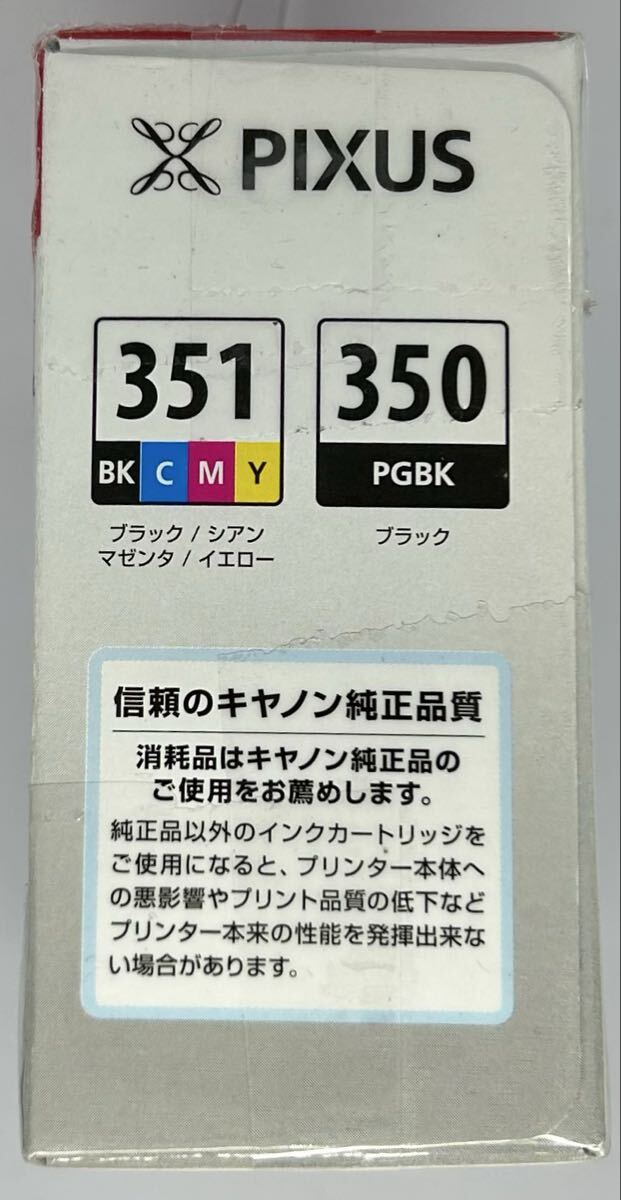 PIXUS
351
BK C M Y
ブラック / シアン
マゼンタ / イエロー
350
PGBK
ブラック
信頼のキヤノン純正品質
消耗品はキヤノン純正品の
ご使用をお薦めします。
純正品以外のインクカートリッジを
ご使用になると、プリンター本体へ
の悪影響やプリント品質の低下など
プリンター本来の性能を発揮出来な
い場合があります。